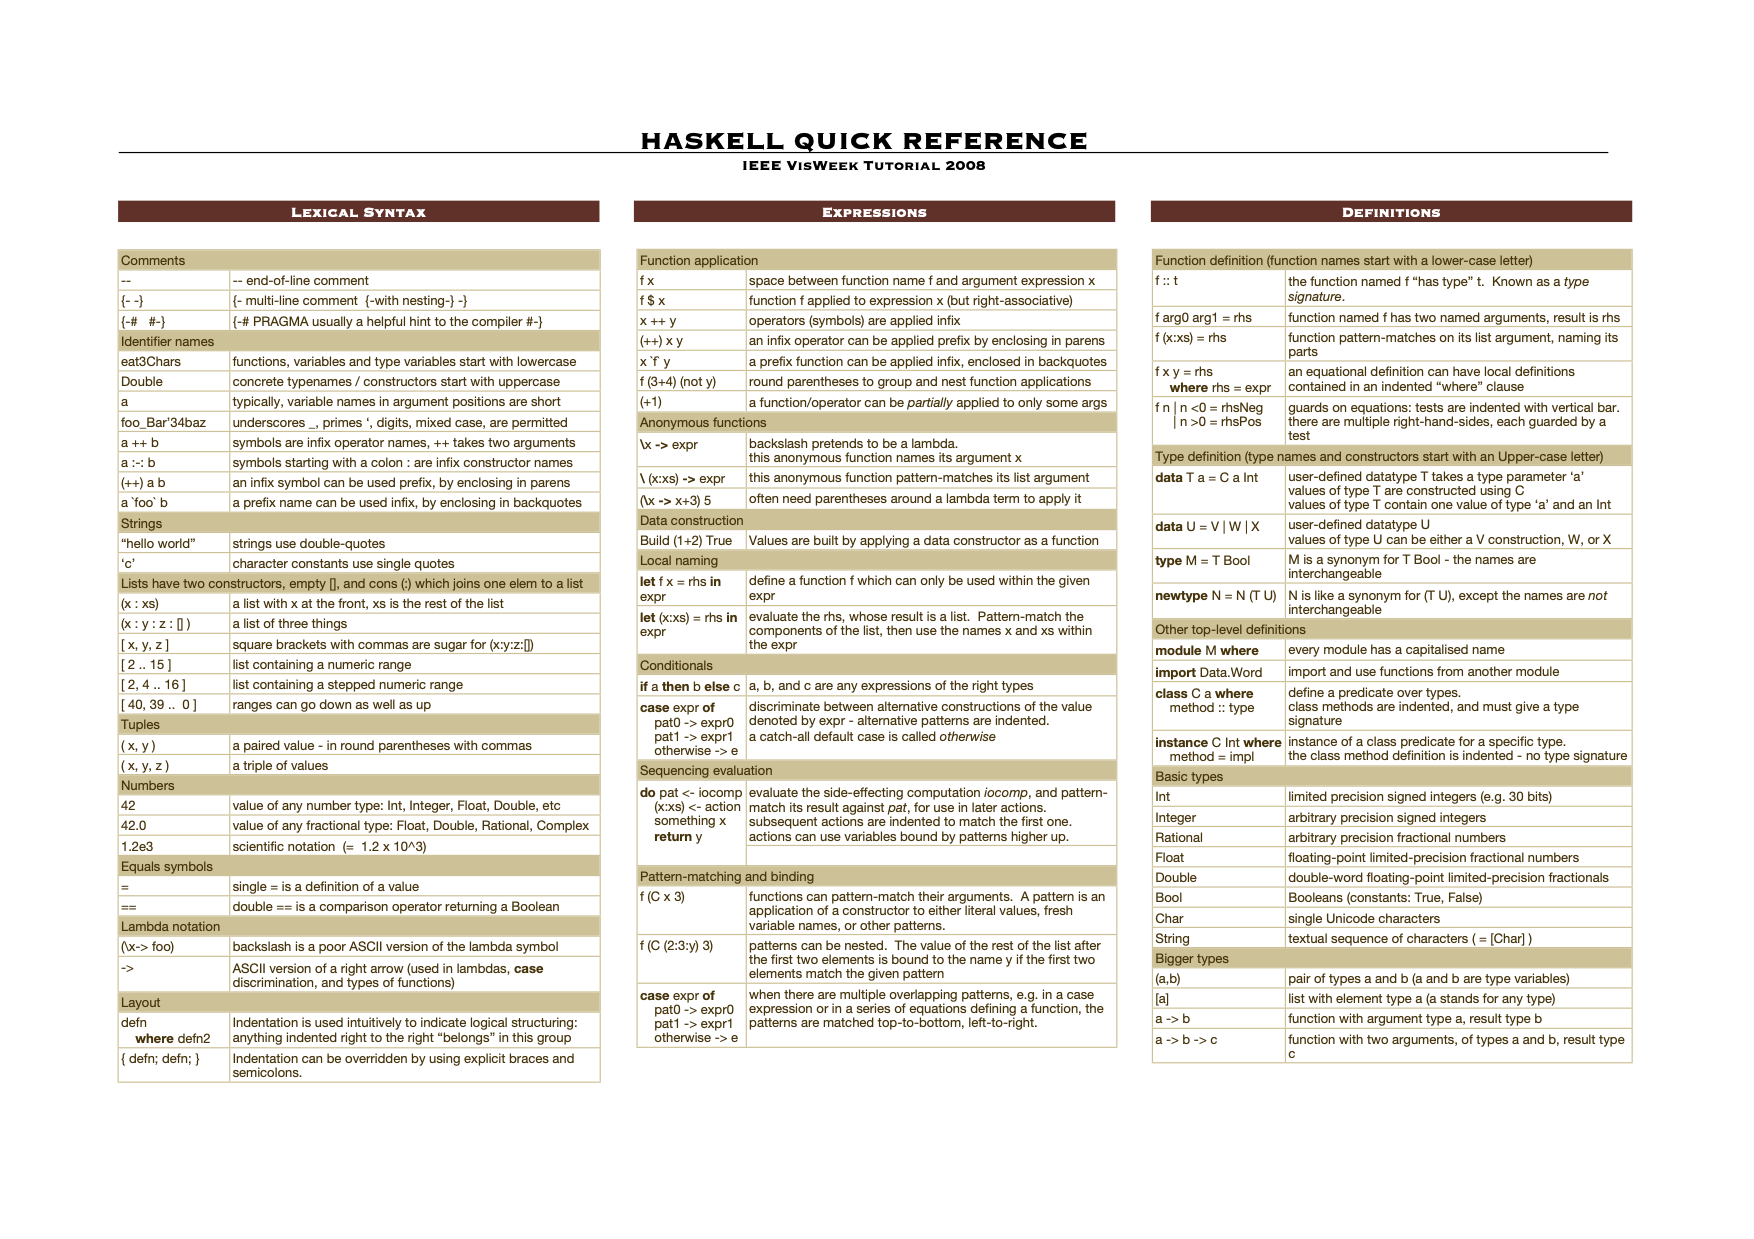 HASKELL QUICK REFERENCE
IEEE VisWeek Tutorial 2008
Lexical Syntax
Comments
-- -- end-of-line comment
{- -} {- multi-line comment {-with nesting-} -}
{-# #-} {-# PRAGMA usually a helpful hint to the compiler #-}
Identifier names
eat3Chars functions, variables and type variables start with lowercase
Double concrete typenames / constructors start with uppercase
a typically, variable names in argument positions are short
foo_Bar’34baz underscores _, primes ‘, digits, mixed case, are permitted
a ++ b symbols are infix operator names, ++ takes two arguments
a :-: b symbols starting with a colon : are infix constructor names
(++) a b an infix symbol can be used prefix, by enclosing in parens
a `foo` b a prefix name can be used infix, by enclosing in backquotes
Strings
“hello world” strings use double-quotes
‘c’ character constants use single quotes
Lists have two constructors, empty [], and cons (:) which joins one elem to a list
(x : xs) a list with x at the front, xs is the rest of the list
(x : y : z : [] ) a list of three things
[ x, y, z ] square brackets with commas are sugar for (x:y:z:[])
[ 2 .. 15 ] list containing a numeric range
[ 2, 4 .. 16 ] list containing a stepped numeric range
[ 40, 39 .. 0 ] ranges can go down as well as up
Tuples
( x, y ) a paired value - in round parentheses with commas
( x, y, z ) a triple of values
Numbers
42 value of any number type: Int, Integer, Float, Double, etc
42.0 value of any fractional type: Float, Double, Rational, Complex
1.2e3 scientific notation (= 1.2 x 10^3)
Equals symbols
= single = is a definition of a value
== double == is a comparison operator returning a Boolean
Lambda notation
(\x-> foo) backslash is a poor ASCII version of the lambda symbol
-> ASCII version of a right arrow (used in lambdas, case
discrimination, and types of functions)
Layout
defn Indentation is used intuitively to indicate logical structuring:
where defn2 anything indented right to the right “belongs” in this group
{ defn; defn; } Indentation can be overridden by using explicit braces and
semicolons.
Expressions
Function application
f x space between function name f and argument expression x
f $ x function f applied to expression x (but right-associative)
x ++ y operators (symbols) are applied infix
(++) x y an infix operator can be applied prefix by enclosing in parens
x `f` y a prefix function can be applied infix, enclosed in backquotes
f (3+4) (not y) round parentheses to group and nest function applications
(+1) a function/operator can be partially applied to only some args
Anonymous functions
\x -> expr backslash pretends to be a lambda.
this anonymous function names its argument x
\ (x:xs) -> expr this anonymous function pattern-matches its list argument
(\x -> x+3) 5 often need parentheses around a lambda term to apply it
Data construction
Build (1+2) True Values are built by applying a data constructor as a function
Local naming
let f x = rhs in define a function f which can only be used within the given
expr expr
let (x:xs) = rhs in evaluate the rhs, whose result is a list. Pattern-match the
expr components of the list, then use the names x and xs within
the expr
Conditionals
if a then b else c a, b, and c are any expressions of the right types
case expr of discriminate between alternative constructions of the value
pat0 -> expr0 denoted by expr - alternative patterns are indented.
pat1 -> expr1 a catch-all default case is called otherwise
otherwise -> e
Sequencing evaluation
do pat <- iocomp evaluate the side-effecting computation iocomp, and pattern-
(x:xs) <- action match its result against pat, for use in later actions.
something x subsequent actions are indented to match the first one.
return y actions can use variables bound by patterns higher up.
Pattern-matching and binding
f (C x 3) functions can pattern-match their arguments. A pattern is an
application of a constructor to either literal values, fresh
variable names, or other patterns.
f (C (2:3:y) 3) patterns can be nested. The value of the rest of the list after
the first two elements is bound to the name y if the first two
elements match the given pattern
case expr of when there are multiple overlapping patterns, e.g. in a case
pat0 -> expr0 expression or in a series of equations defining a function, the
pat1 -> expr1 patterns are matched top-to-bottom, left-to-right.
otherwise -> e
Definitions
Function definition (function names start with a lower-case letter)
f :: t the function named f “has type” t. Known as a type
signature.
f arg0 arg1 = rhs function named f has two named arguments, result is rhs
f (x:xs) = rhs function pattern-matches on its list argument, naming its
parts
f x y = rhs an equational definition can have local definitions
where rhs = expr contained in an indented “where” clause
f n | n <0 = rhsNeg guards on equations: tests are indented with vertical bar.
| n >0 = rhsPos there are multiple right-hand-sides, each guarded by a
test
Type definition (type names and constructors start with an Upper-case letter)
data T a = C a Int user-defined datatype T takes a type parameter ‘a’
values of type T are constructed using C
values of type T contain one value of type ‘a’ and an Int
data U = V | W | X user-defined datatype U
values of type U can be either a V construction, W, or X
type M = T Bool M is a synonym for T Bool - the names are
interchangeable
newtype N = N (T U) N is like a synonym for (T U), except the names are not
interchangeable
Other top-level definitions
module M where every module has a capitalised name
import Data.Word import and use functions from another module
class C a where define a predicate over types.
method :: type class methods are indented, and must give a type
signature
instance C Int where instance of a class predicate for a specific type.
method = impl the class method definition is indented - no type signature
Basic types
Int limited precision signed integers (e.g. 30 bits)
Integer arbitrary precision signed integers
Rational arbitrary precision fractional numbers
Float floating-point limited-precision fractional numbers
Double double-word floating-point limited-precision fractionals
Bool Booleans (constants: True, False)
Char single Unicode characters
String textual sequence of characters ( = [Char] )
Bigger types
(a,b) pair of types a and b (a and b are type variables)
[a] list with element type a (a stands for any type)
a -> b function with argument type a, result type b
a -> b -> c function with two arguments, of types a and b, result type
c